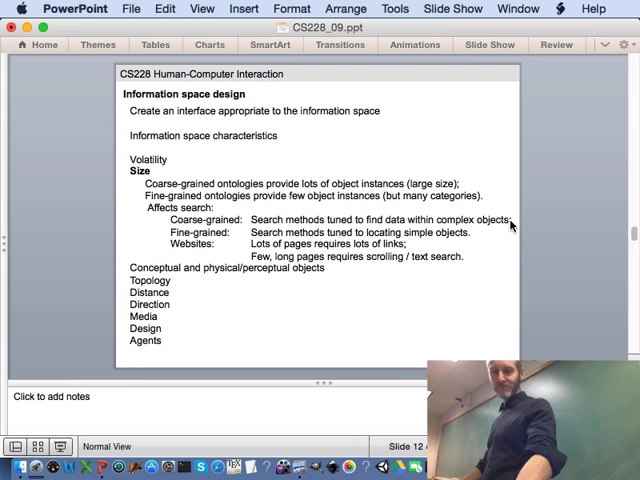 PowerPoint File Edit View Insert Format Arrange Tools Slide Show Window Help
CS228_09.ppt
Home Themes Tables Charts SmartArt Transitions Animations Slide Show Review
CS228 Human-Computer Interaction
Information space design
Create an interface appropriate to the information space
Information space characteristics
Volatility
Size
Coarse-grained ontologies provide lots of object instances (large size);
Fine-grained ontologies provide few object instances (but many categories).
Affects search:
Coarse-grained: Search methods tuned to find data within complex objects;
Fine-grained: Search methods tuned to locating simple objects.
Websites: Lots of pages requires lots of links;
Few, long pages requires scrolling / text search.
Conceptual and physical/perceptual objects
Topology
Distance
Direction
Media
Design
Agents
Click to add notes
Normal View Slide 12